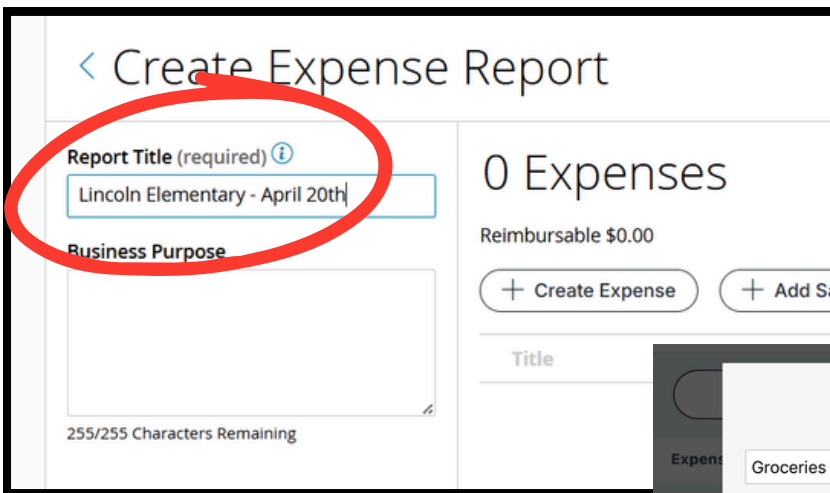 < Create Expense Report
Report Title (required)
Lincoln Elementary - April 20th
Business Purpose
255/255 Characters Remaining
0 Expenses
Reimbursable $0.00
+ Create Expense
+ Add Sa
Title
Expens
Groceries